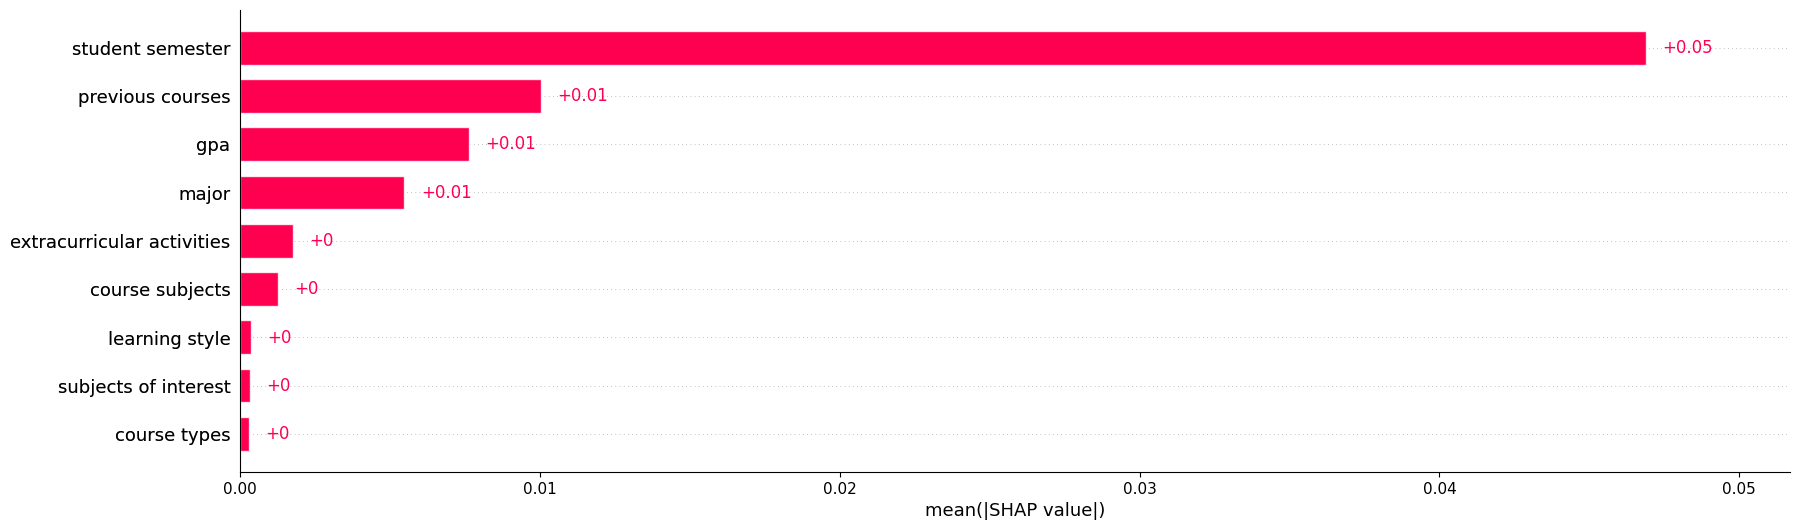 student semester +0.05
previous courses +0.01
gpa +0.01
major +0.01
extracurricular activities +0
course subjects +0
learning style +0
subjects of interest +0
course types +0
0.00 0.01 0.02 0.03 0.04 0.05
mean(|SHAP value|)